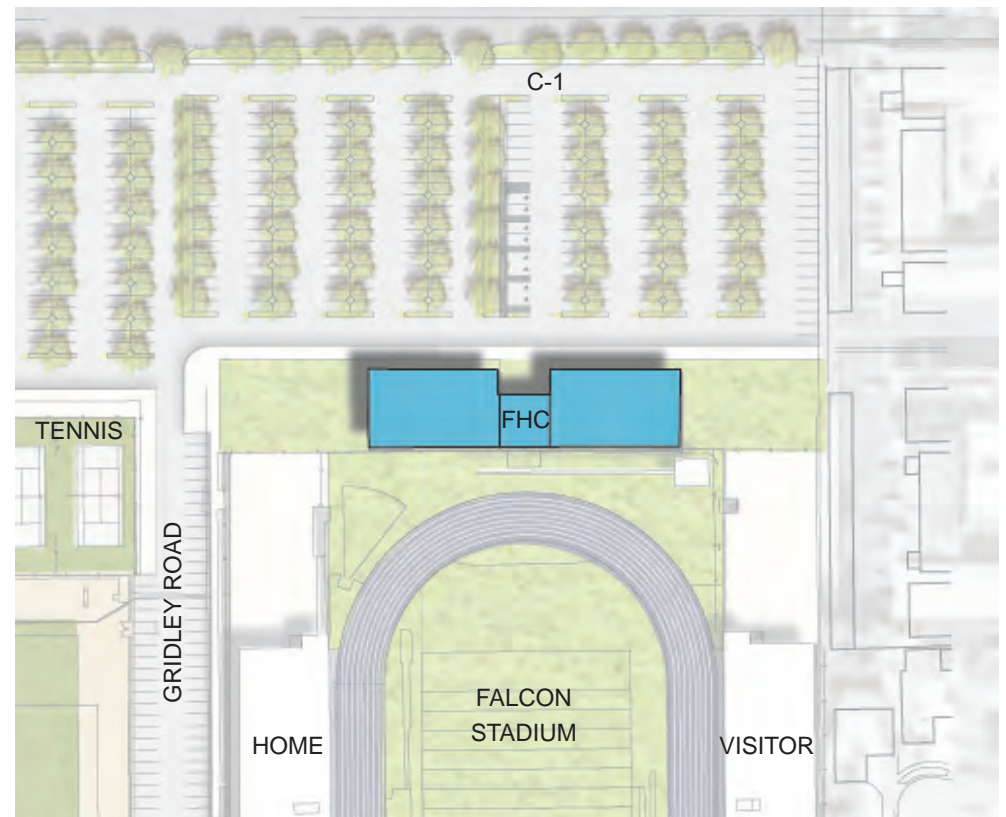 C-1
FHC
TENNIS
GRIDLEY ROAD
FALCON
STADIUM
HOME
VISITOR